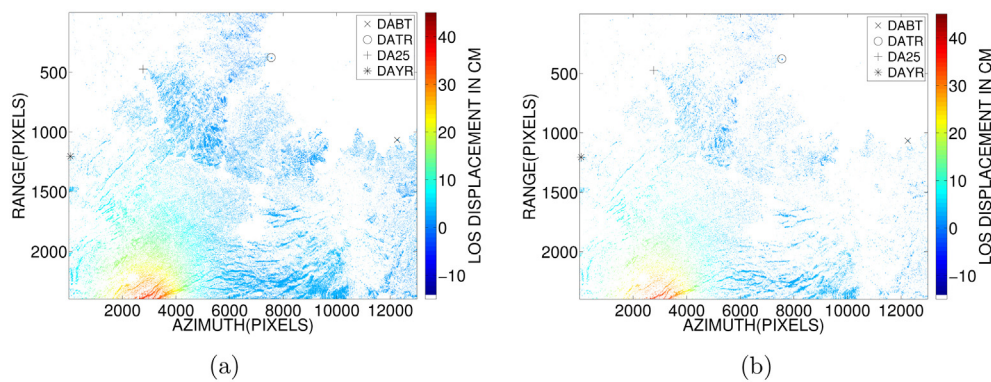 × DABT
○ DATR
+ DA25
* DAYR
500
1000
1500
2000
RANGE(PIXELS)
2000 4000 6000 8000 10000 12000
AZIMUTH(PIXELS)
40
30
20
10
0
−10
LOS DISPLACEMENT IN CM
(a)
× DABT
○ DATR
+ DA25
* DAYR
500
1000
1500
2000
RANGE(PIXELS)
2000 4000 6000 8000 10000 12000
AZIMUTH(PIXELS)
40
30
20
10
0
−10
LOS DISPLACEMENT IN CM
(b)